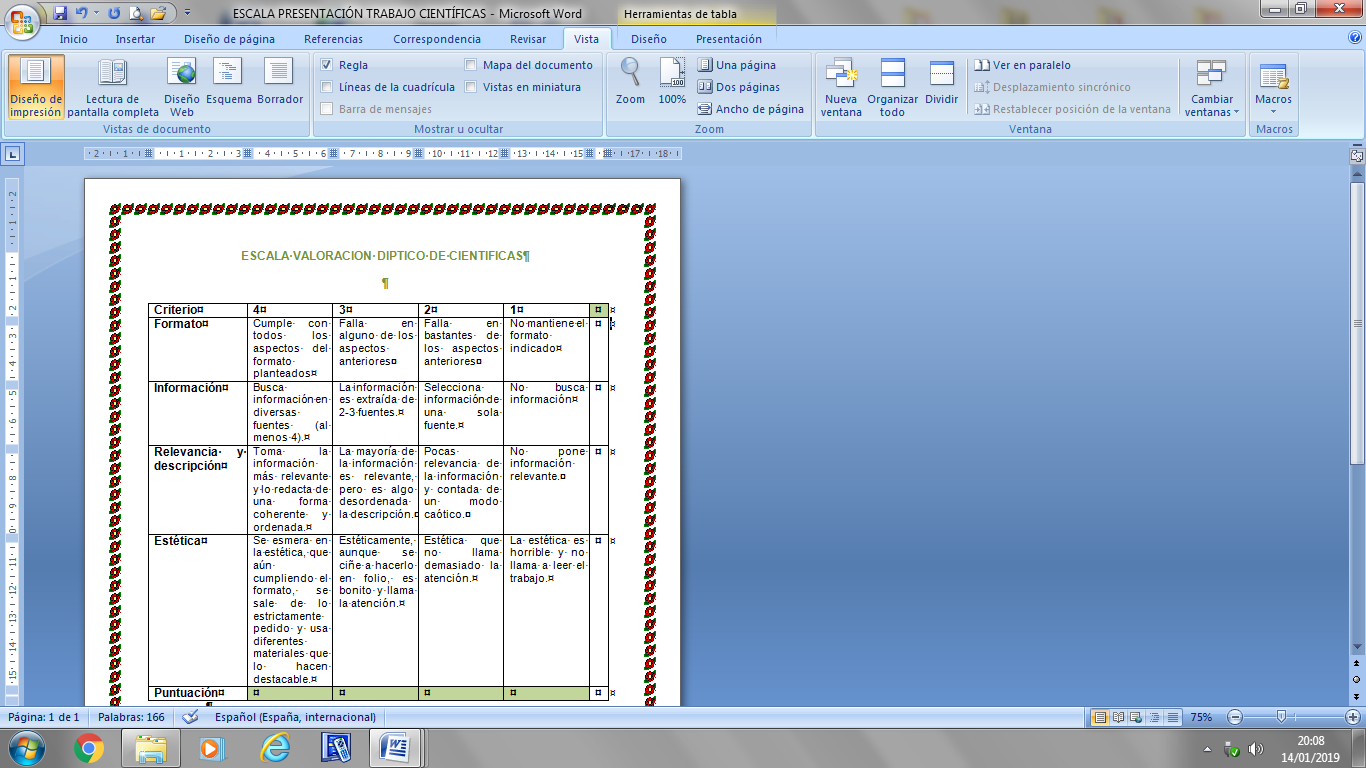 ESCALA PRESENTACIÓN TRABAJO CIENTÍFICAS - Microsoft Word
Herramientas de tabla
Inicio
Insertar
Diseño de página
Referencias
Correspondencia
Revisar
Vista
Diseño
Presentación
Diseño de impresión
Lectura de pantalla completa
Diseño Web
Esquema
Borrador
Vistas de documento
Regla
Líneas de la cuadrícula
Barra de mensajes
Mapa del documento
Vistas en miniatura
Mostrar u ocultar
Zoom
100%
Una página
Dos páginas
Ancho de página
Zoom
Nueva ventana
Organizar todo
Dividir
Ver en paralelo
Desplazamiento sincrónico
Restablecer posición de la ventana
Ventana
Cambiar ventanas
Macros
Macros
ESCALA VALORACION DIPTICO DE CIENTIFICAS¶
¶
Criterio¤ 4¤ 3¤ 2¤ 1¤ ¤
Formato¤
Cumple con
todos los
aspectos del
formato
planteados¤
Falla en
alguno de los
aspectos
anteriores¤
Falla en
bastantes de
los aspectos
anteriores¤
No mantiene el
formato
indicado¤
Información¤
Busca
información en
diversas
fuentes (al
menos 4).¤
La información
es extraída de
2-3 fuentes.¤
Selecciona
información de
una sola
fuente.¤
No busca
información¤
Relevancia y
descripción¤
Toma la
información
más relevante
y lo redacta de
una forma
coherente y
ordenada.¤
La mayoría de
la información
es relevante,
pero es algo
desordenada
la descripción.¤
Pocas
relevancia de
la información
y contada de
un modo
caótico.¤
No pone
información
relevante.¤
Estética¤
Se esmera en
la estética, que
aún
cumpliendo el
formato, se
sale de lo
estrictamente
pedido y usa
diferentes
materiales que
lo hacen
destacable.¤
Estéticamente,
aunque se
ciñe a hacerlo
en folio, es
bonito y llama
la atención.¤
Estética que
no llama
demasiado la
atención.¤
La estética es
horrible y no
llama a leer el
trabajo.¤
Puntuación¤ ¤ ¤ ¤ ¤ ¤
Página: 1 de 1
Palabras: 166
Español (España, internacional)
75%
20:08
14/01/2019